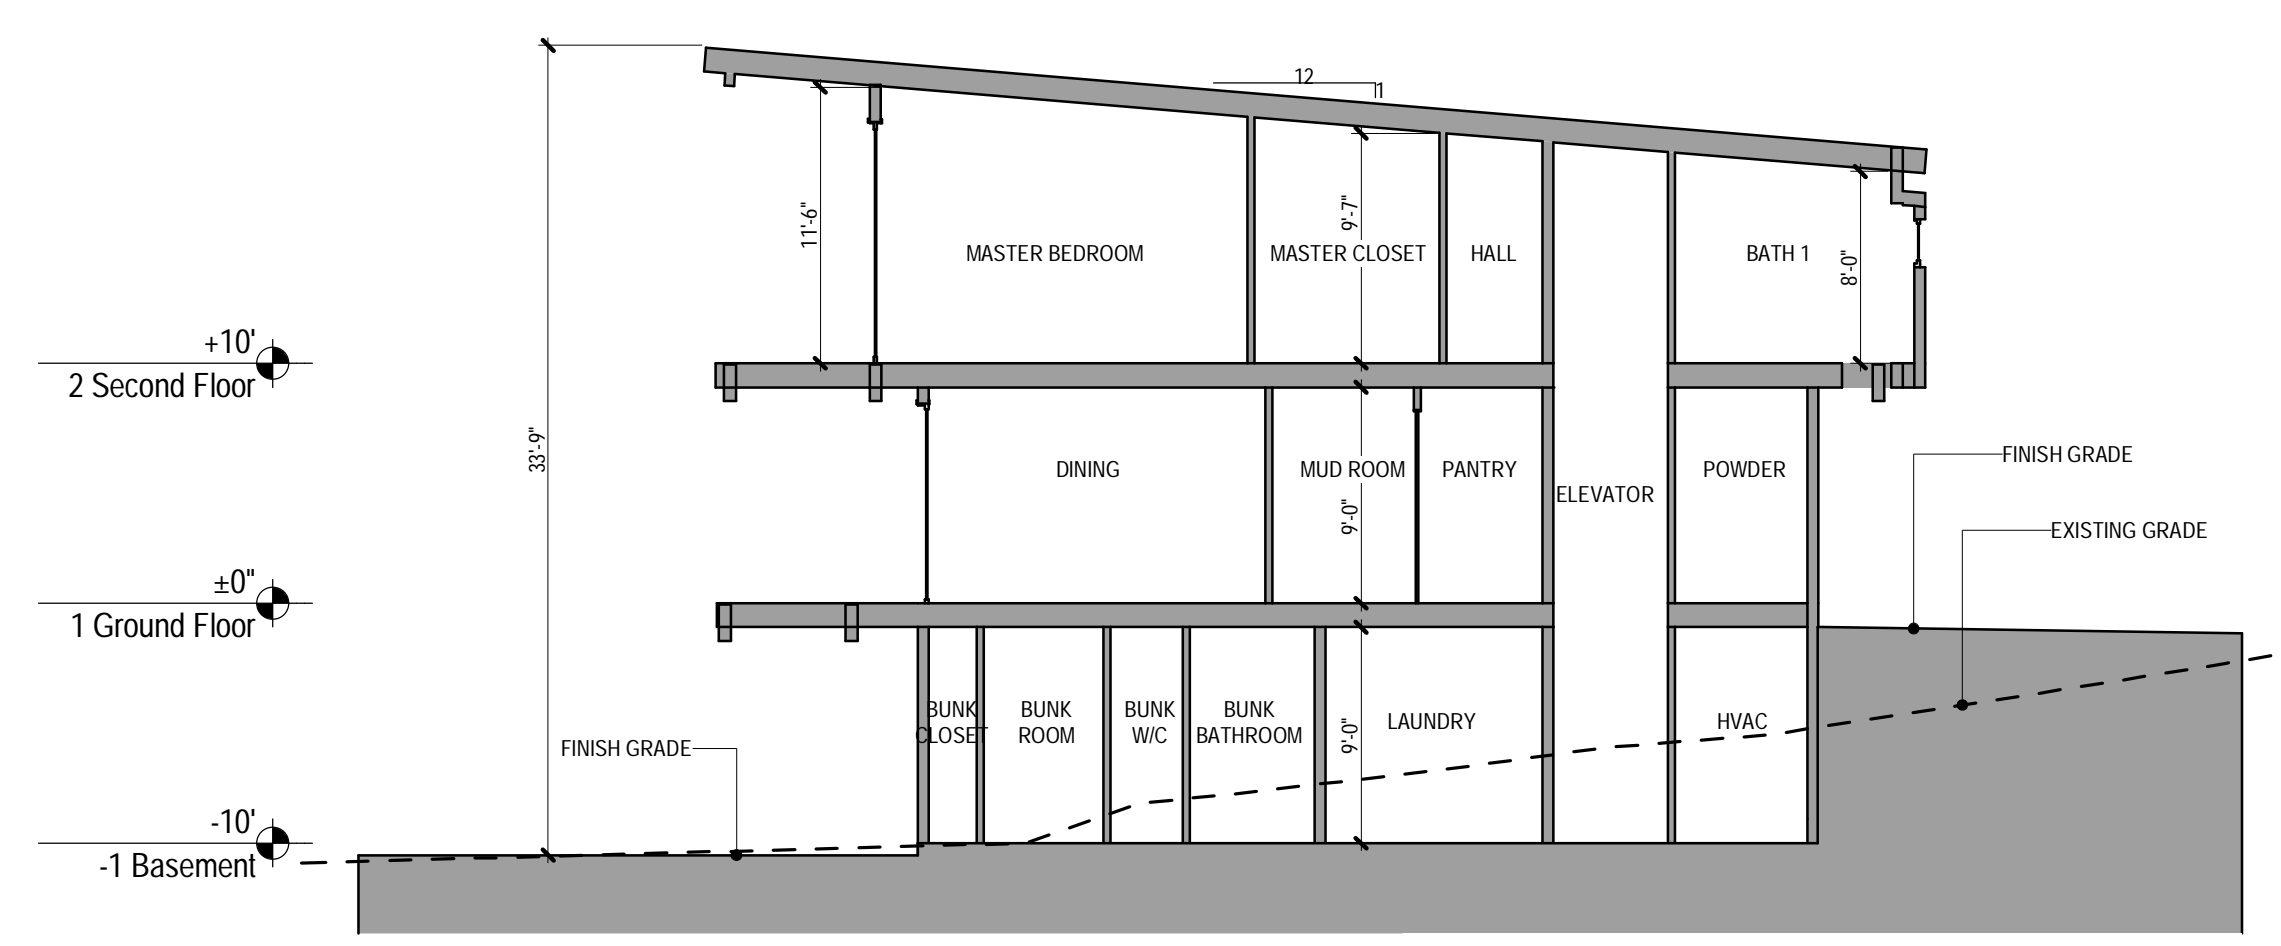 12
1
11'-6"
9'-7"
MASTER BEDROOM
MASTER CLOSET
HALL
BATH 1
8'-0"
+10'
2 Second Floor
33'-9"
DINING
MUD ROOM
PANTRY
POWDER
FINISH GRADE
ELEVATOR
9'-0"
EXISTING GRADE
±0"
1 Ground Floor
BUNK
CLOSET
BUNK
ROOM
BUNK
W/C
BUNK
BATHROOM
9'-0"
LAUNDRY
HVAC
FINISH GRADE
-10'
-1 Basement